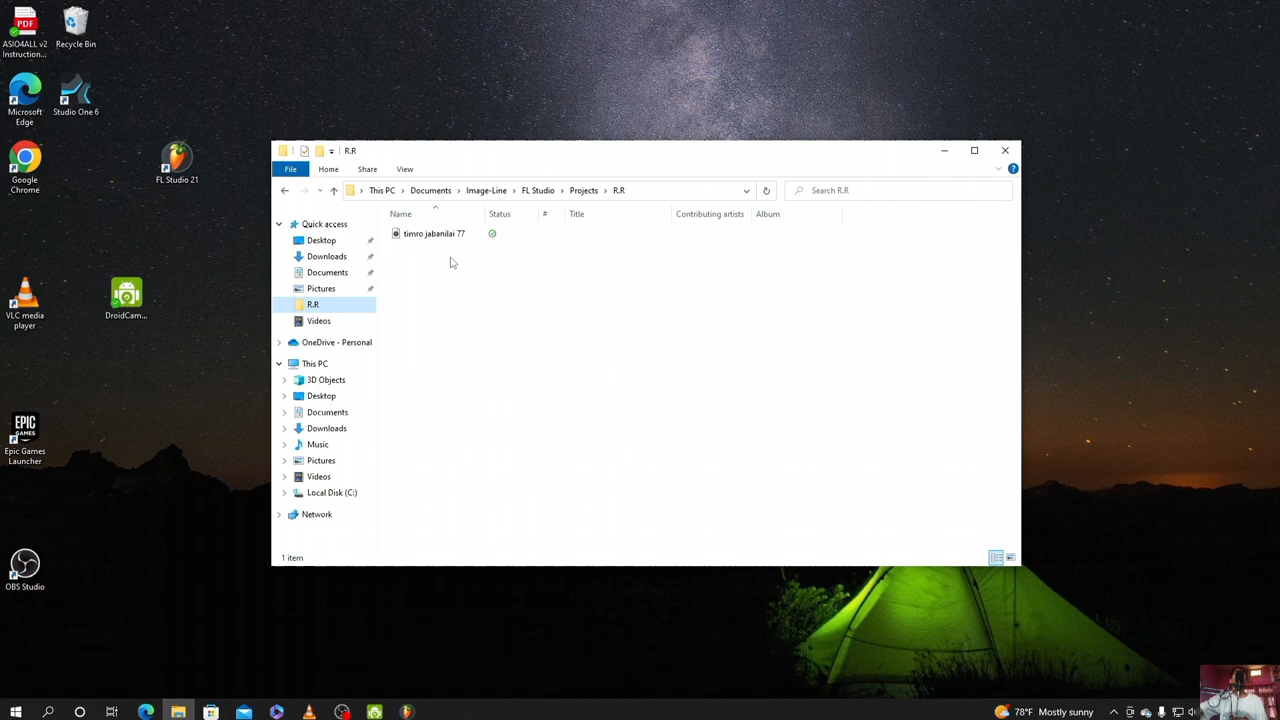 ASIO4ALL v2
Instruction...
Recycle Bin
Microsoft
Edge
Studio One 6
Google
Chrome
FL Studio 21
VLC media
player
DroidCam...
Epic Games
Launcher
OBS Studio
R.R
File
Home
Share
View
This PC
Documents
Image-Line
FL Studio
Projects
R.R
Search R.R
Name
Status
#
Title
Contributing artists
Album
timro jabanilai 77
Quick access
Desktop
Downloads
Documents
Pictures
R.R
Videos
OneDrive - Personal
This PC
3D Objects
Desktop
Documents
Downloads
Music
Pictures
Videos
Local Disk (C:)
Network
1 item
78°F Mostly sunny
PDF
EPIC
GAMES